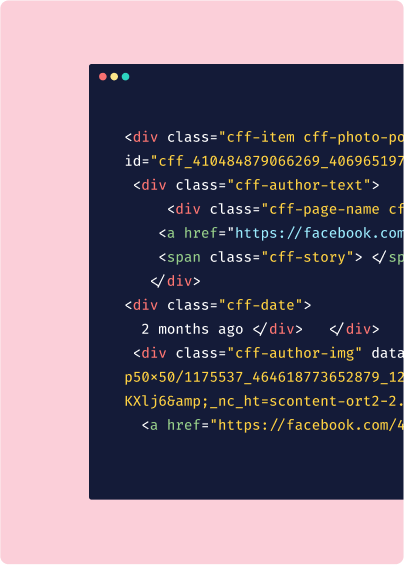 <div class="cff-item cff-photo-po
id="cff_410484879066269_406965197
<div class="cff-author-text">
<div class="cff-page-name cf
<a href="https://facebook.com
<span class="cff-story"> </sp
</div>
<div class="cff-date">
2 months ago </div> </div>
<div class="cff-author-img" data
p50×50/1175537_464618773652879_12
KXlj6&amp;_nc_ht=scontent-ort2-2.
<a href="https://facebook.com/4